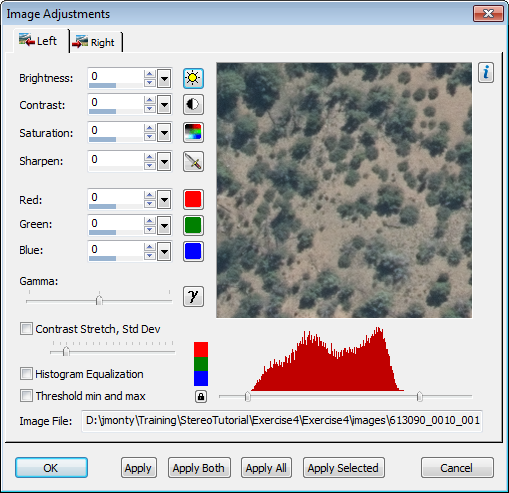 Image Adjustments
Left Right
Brightness: 0
Contrast: 0
Saturation: 0
Sharpen: 0
Red: 0
Green: 0
Blue: 0
Gamma:
γ
i
Contrast Stretch, Std Dev
Histogram Equalization
Threshold min and max
Image File: D:\jmonty\Training\StereoTutorial\Exercise4\Exercise4\images\613090_0010_001
OK Apply Apply Both Apply All Apply Selected Cancel